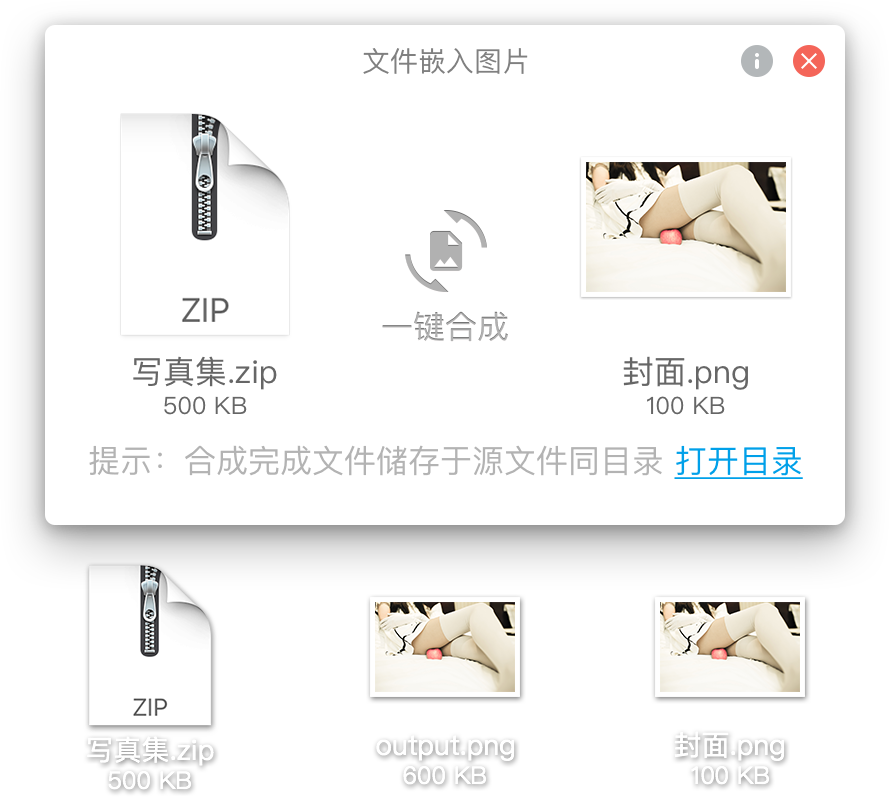 文件嵌入图片
ZIP
一键合成
写真集.zip
封面.png
500 KB
100 KB
提示：合成完成文件储存于源文件同目录 打开目录
ZIP
写真集.zip
output.png
封面.png
500 KB
600 KB
100 KB